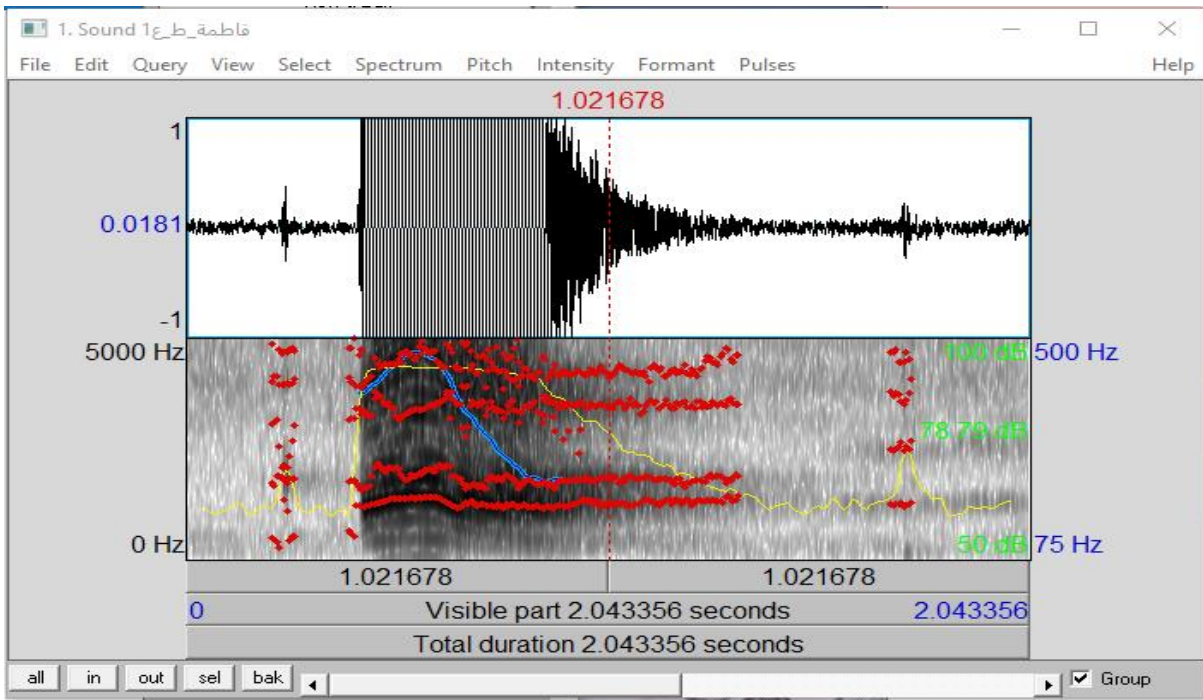 1. Sound فاطمة_ط_ع1
File Edit Query View Select Spectrum Pitch Intensity Formant Pulses Help
1.021678
1
0.0181
-1
5000 Hz 100 dB 500 Hz
78.79 dB
0 Hz 50 dB 75 Hz
1.021678 1.021678
0 Visible part 2.043356 seconds 2.043356
Total duration 2.043356 seconds
all in out sel bak Group